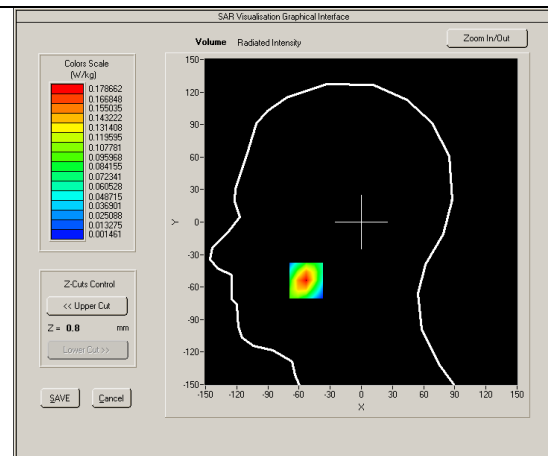 SAR Visualisation Graphical Interface
Volume Radiated Intensity
Zoom In/Out
Colors Scale
(W/kg)
0.178662
0.166848
0.155035
0.143222
0.131408
0.119595
0.107781
0.095968
0.084155
0.072341
0.060528
0.048715
0.036901
0.025088
0.013275
0.001461
Z-Cuts Control
<< Upper Cut
Z = 0.8 mm
Lower Cut >>
SAVE Cancel
150
120
90
60
30
0
-30
-60
-90
-120
-150
Y
-150 -120 -90 -60 -30 0 30 60 90 120 150
X